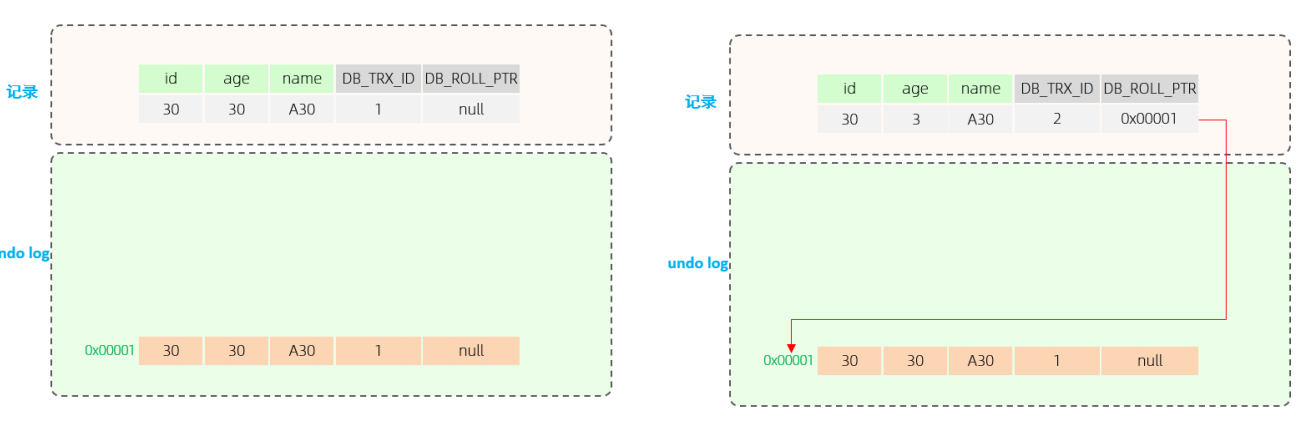 id age name DB_TRX_ID DB_ROLL_PTR
记录
30 30 A30 1 null
ndo log
0x00001 30 30 A30 1 null
id age name DB_TRX_ID DB_ROLL_PTR
记录
30 3 A30 2 0x00001
undo log
0x00001 30 30 A30 1 null